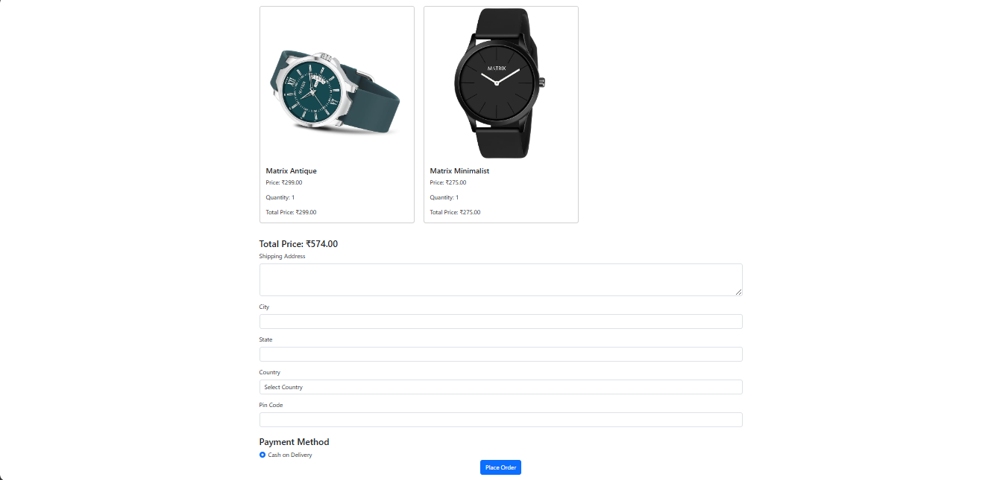 MATRIX
MATRIX
Matrix Antique
Price: ₹299.00
Quantity: 1
Total Price: ₹299.00
Matrix Minimalist
Price: ₹275.00
Quantity: 1
Total Price: ₹275.00
Total Price: ₹574.00
Shipping Address
City
State
Country
Select Country
Pin Code
Payment Method
Cash on Delivery
Place Order